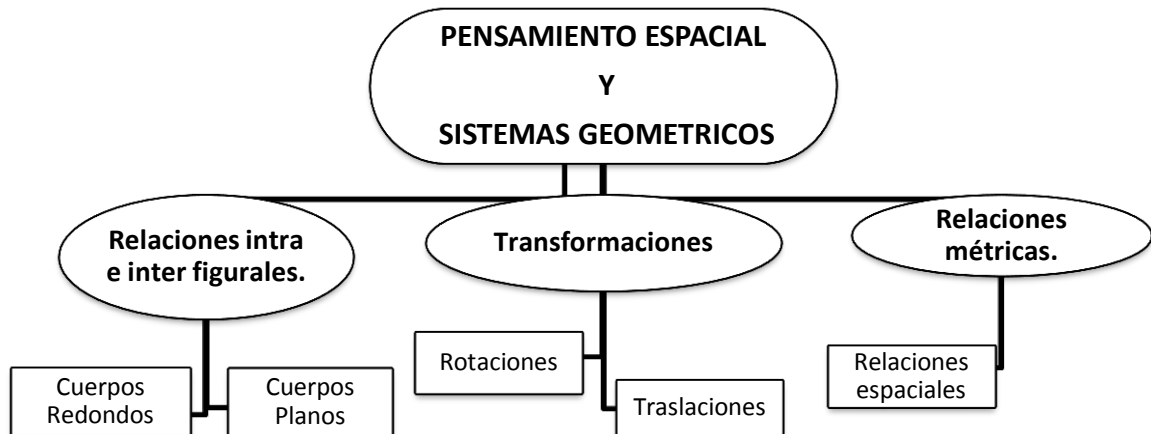 PENSAMIENTO ESPACIAL
Y
SISTEMAS GEOMETRICOS
Relaciones intra
e inter figurales.
Transformaciones
Relaciones
métricas.
Cuerpos
Redondos
Cuerpos
Planos
Rotaciones
Traslaciones
Relaciones
espaciales